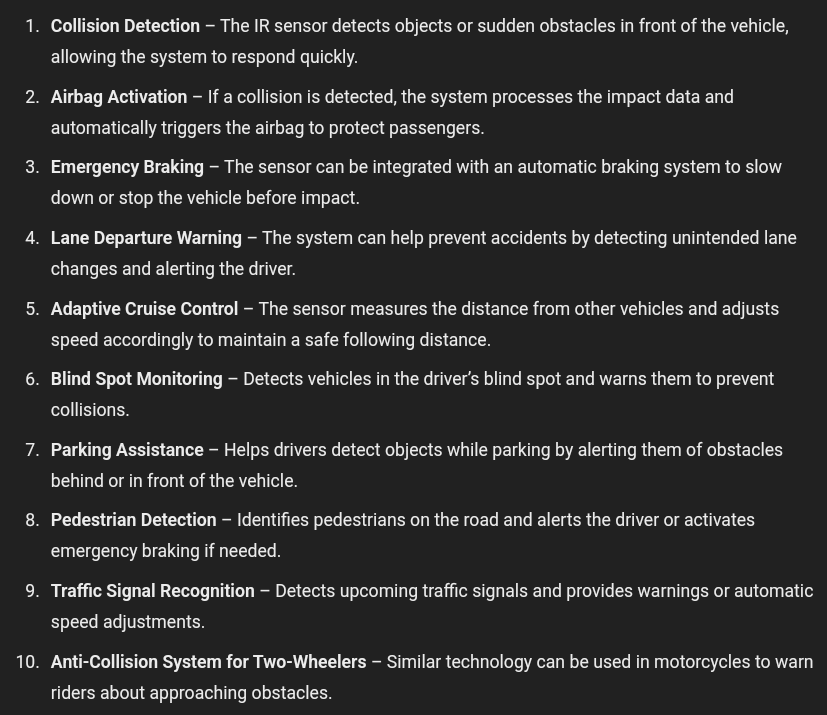 1. Collision Detection – The IR sensor detects objects or sudden obstacles in front of the vehicle,
allowing the system to respond quickly.
2. Airbag Activation – If a collision is detected, the system processes the impact data and
automatically triggers the airbag to protect passengers.
3. Emergency Braking – The sensor can be integrated with an automatic braking system to slow
down or stop the vehicle before impact.
4. Lane Departure Warning – The system can help prevent accidents by detecting unintended lane
changes and alerting the driver.
5. Adaptive Cruise Control – The sensor measures the distance from other vehicles and adjusts
speed accordingly to maintain a safe following distance.
6. Blind Spot Monitoring – Detects vehicles in the driver’s blind spot and warns them to prevent
collisions.
7. Parking Assistance – Helps drivers detect objects while parking by alerting them of obstacles
behind or in front of the vehicle.
8. Pedestrian Detection – Identifies pedestrians on the road and alerts the driver or activates
emergency braking if needed.
9. Traffic Signal Recognition – Detects upcoming traffic signals and provides warnings or automatic
speed adjustments.
10. Anti-Collision System for Two-Wheelers – Similar technology can be used in motorcycles to warn
riders about approaching obstacles.